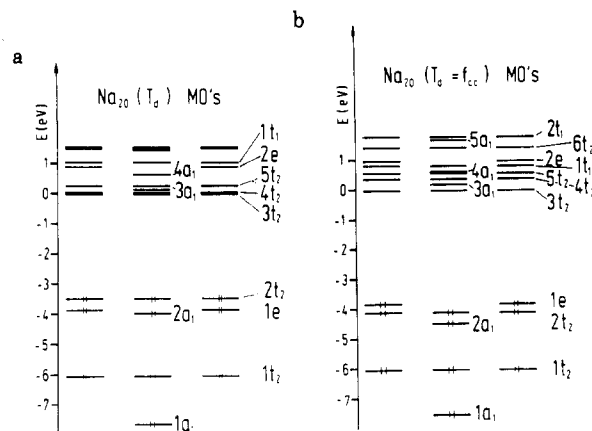 a
Na20 (Td) MO's
E (eV)
1t1
2e
5t2
4a1
3a1
4t2
3t2
1
0
-1
-2
-3
-4
-5
-6
-7
2t2
1e
2a1
1t2
1a1
b
Na20 (Td = fcc) MO's
E (eV)
5a1
2t1
6t2
2e
1t1
4a1
5t2
4t2
3a1
3t2
1
0
-1
-2
-3
-4
-5
-6
-7
1e
2t2
2a1
1t2
1a1